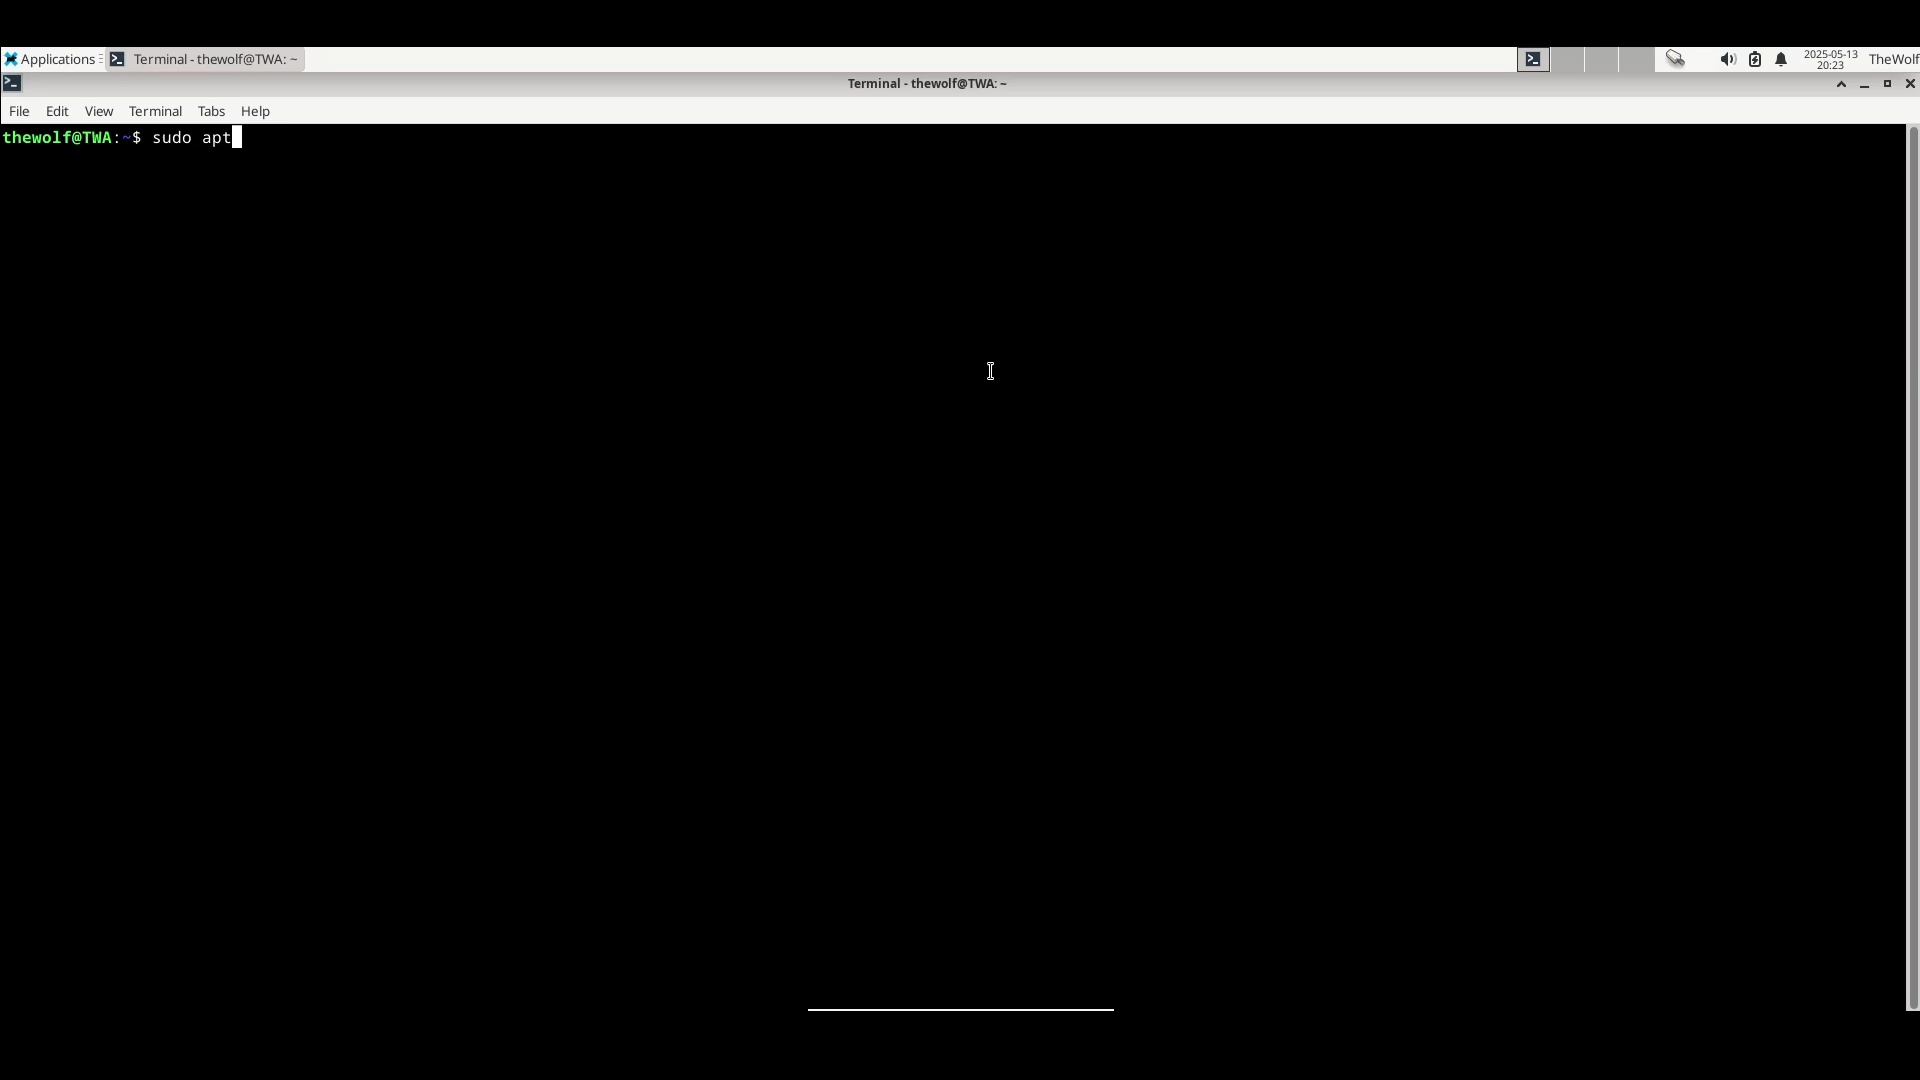 Applications
Terminal - thewolf@TWA: ~
2025-05-13
20:23
TheWolf
Terminal - thewolf@TWA: ~
File Edit View Terminal Tabs Help
thewolf@TWA:~$ sudo apt